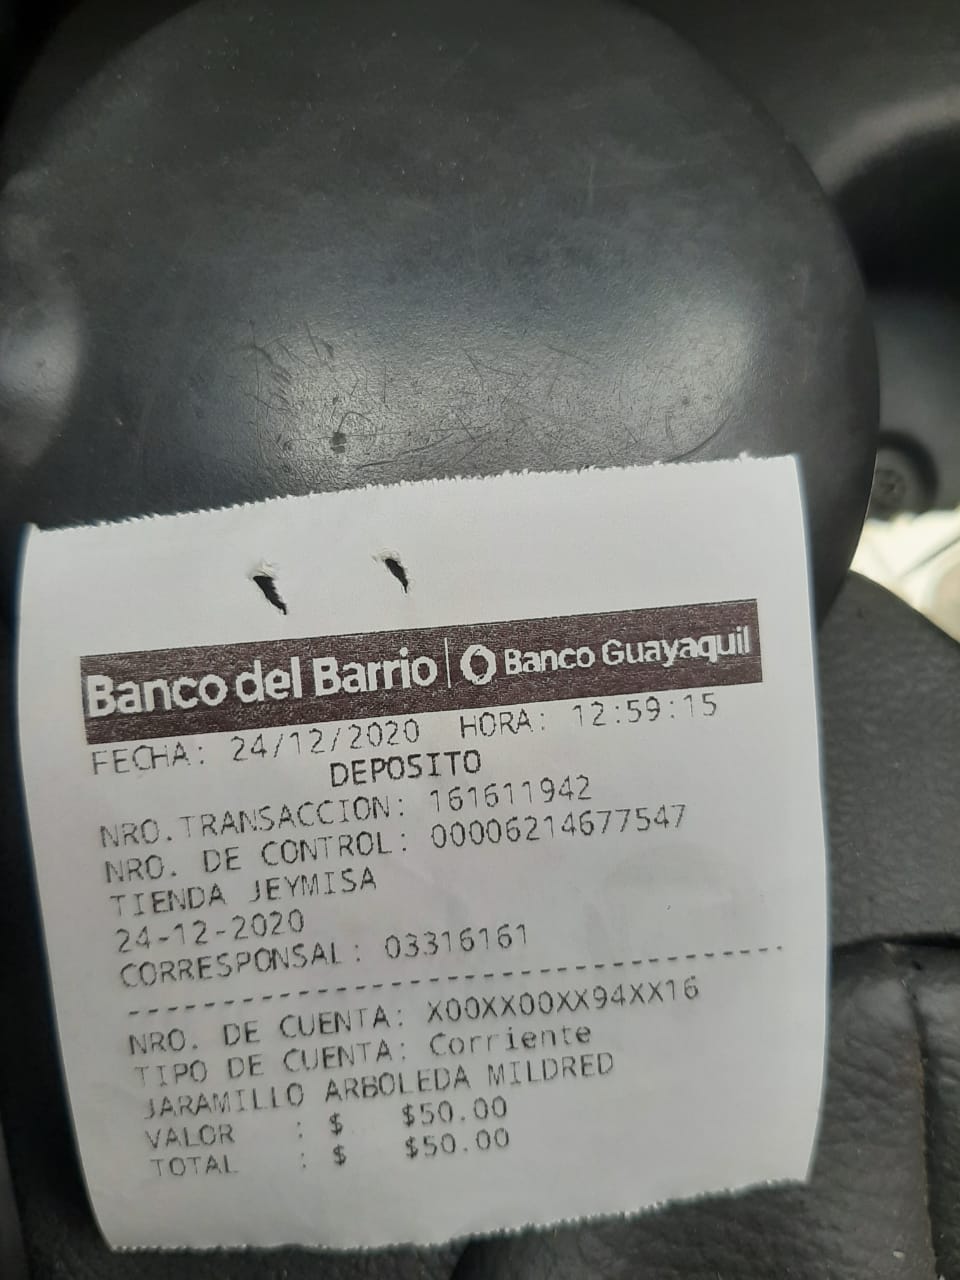 Banco del Barrio | Banco Guayaquil
FECHA: 24/12/2020 HORA: 12:59:15
DEPOSITO
NRO.TRANSACCION: 161611942
NRO. DE CONTROL: 00006214677547
TIENDA JEYMISA
24-12-2020
CORRESPONSAL: 03316161
NRO. DE CUENTA: X00XX00XX94XX16
TIPO DE CUENTA: Corriente
JARAMILLO ARBOLEDA MILDRED
VALOR : $ $50.00
TOTAL : $ $50.00